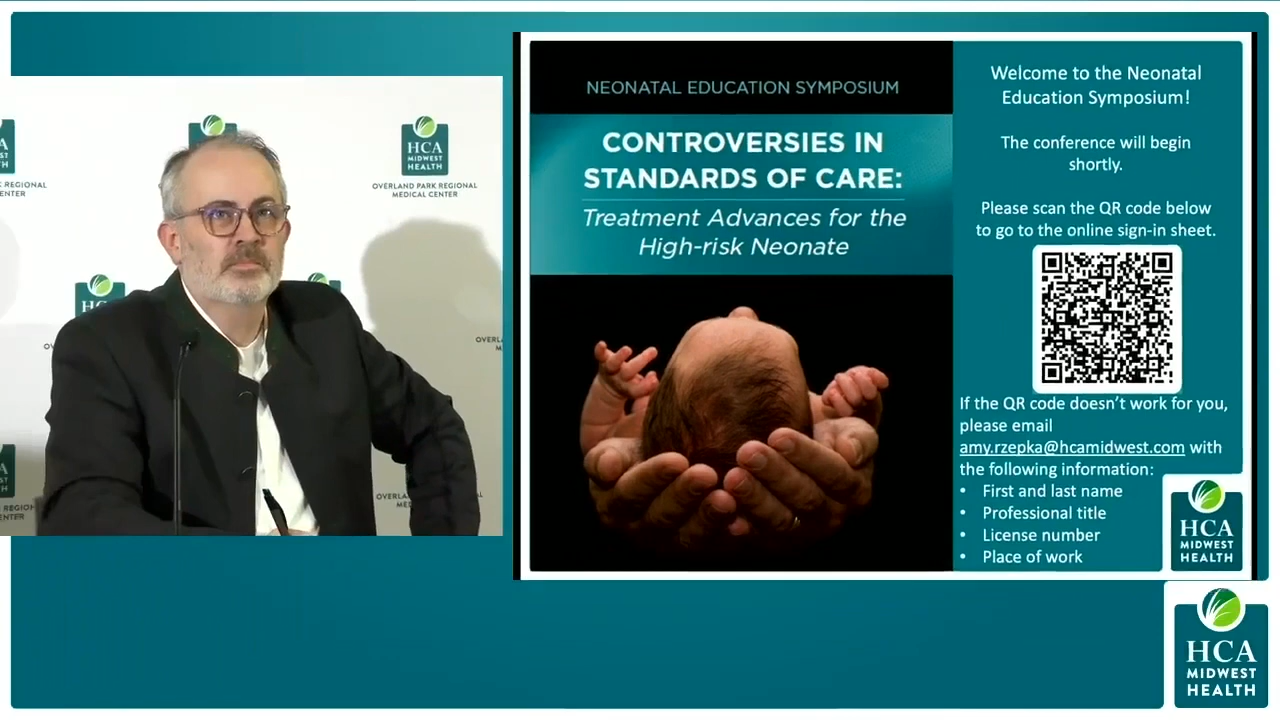 HCA
MIDWEST
HEALTH
OVERLAND PARK REGIONAL
MEDICAL CENTER
NEONATAL EDUCATION SYMPOSIUM
CONTROVERSIES IN
STANDARDS OF CARE:
Treatment Advances for the
High-risk Neonate
Welcome to the Neonatal
Education Symposium!
The conference will begin
shortly.
Please scan the QR code below
to go to the online sign-in sheet.
If the QR code doesn't work for you,
please email
amy.rzepka@hcamidwest.com with
the following information:
• First and last name
• Professional title
• License number
• Place of work
HCA
MIDWEST
HEALTH
HCA
MIDWEST
HEALTH